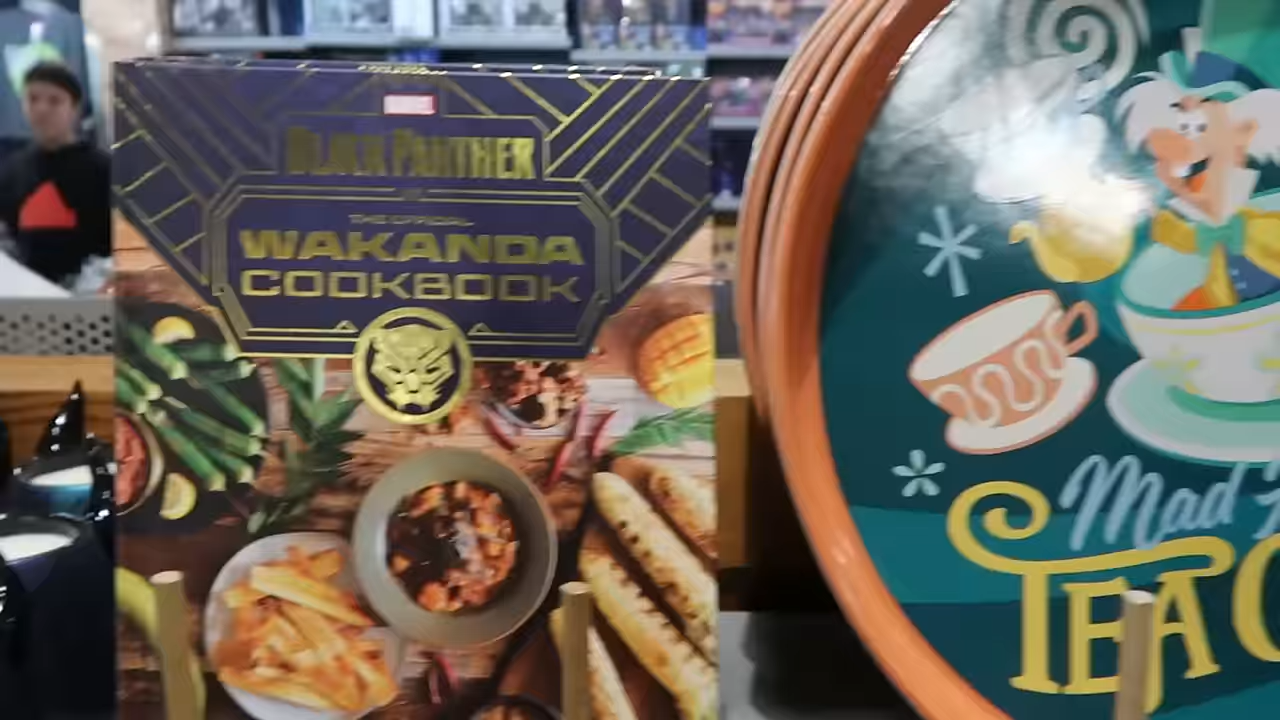 MARVEL
BLACK PANTHER
THE OFFICIAL
WAKANDA
COOKBOOK
Mad
TEA